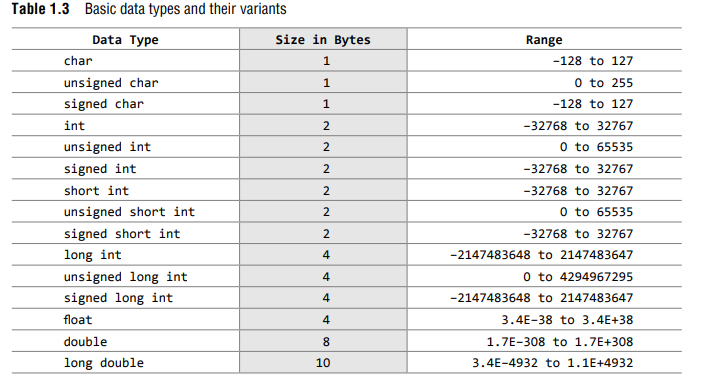 Table 1.3 Basic data types and their variants
Data Type Size in Bytes Range
char 1 −128 to 127
unsigned char 1 0 to 255
signed char 1 −128 to 127
int 2 −32768 to 32767
unsigned int 2 0 to 65535
signed int 2 −32768 to 32767
short int 2 −32768 to 32767
unsigned short int 2 0 to 65535
signed short int 2 −32768 to 32767
long int 4 −2147483648 to 2147483647
unsigned long int 4 0 to 4294967295
signed long int 4 −2147483648 to 2147483647
float 4 3.4E−38 to 3.4E+38
double 8 1.7E−308 to 1.7E+308
long double 10 3.4E−4932 to 1.1E+4932